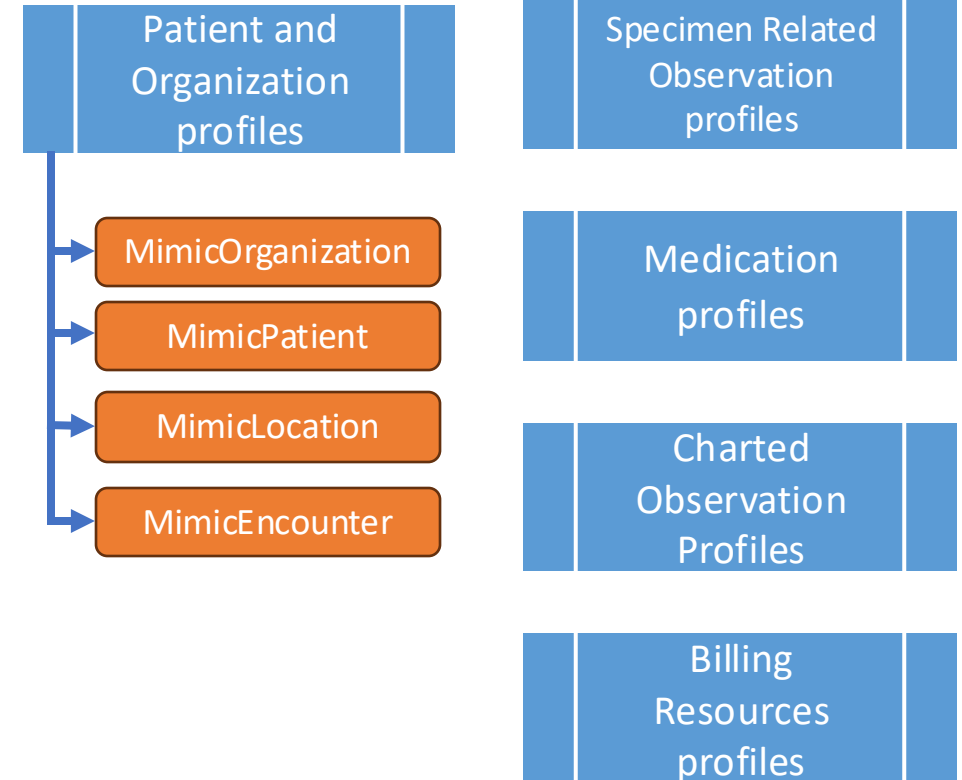 Patient and
Organization
profiles
MimicOrganization
MimicPatient
MimicLocation
MimicEncounter
Specimen Related
Observation
profiles
Medication
profiles
Charted
Observation
Profiles
Billing
Resources
profiles